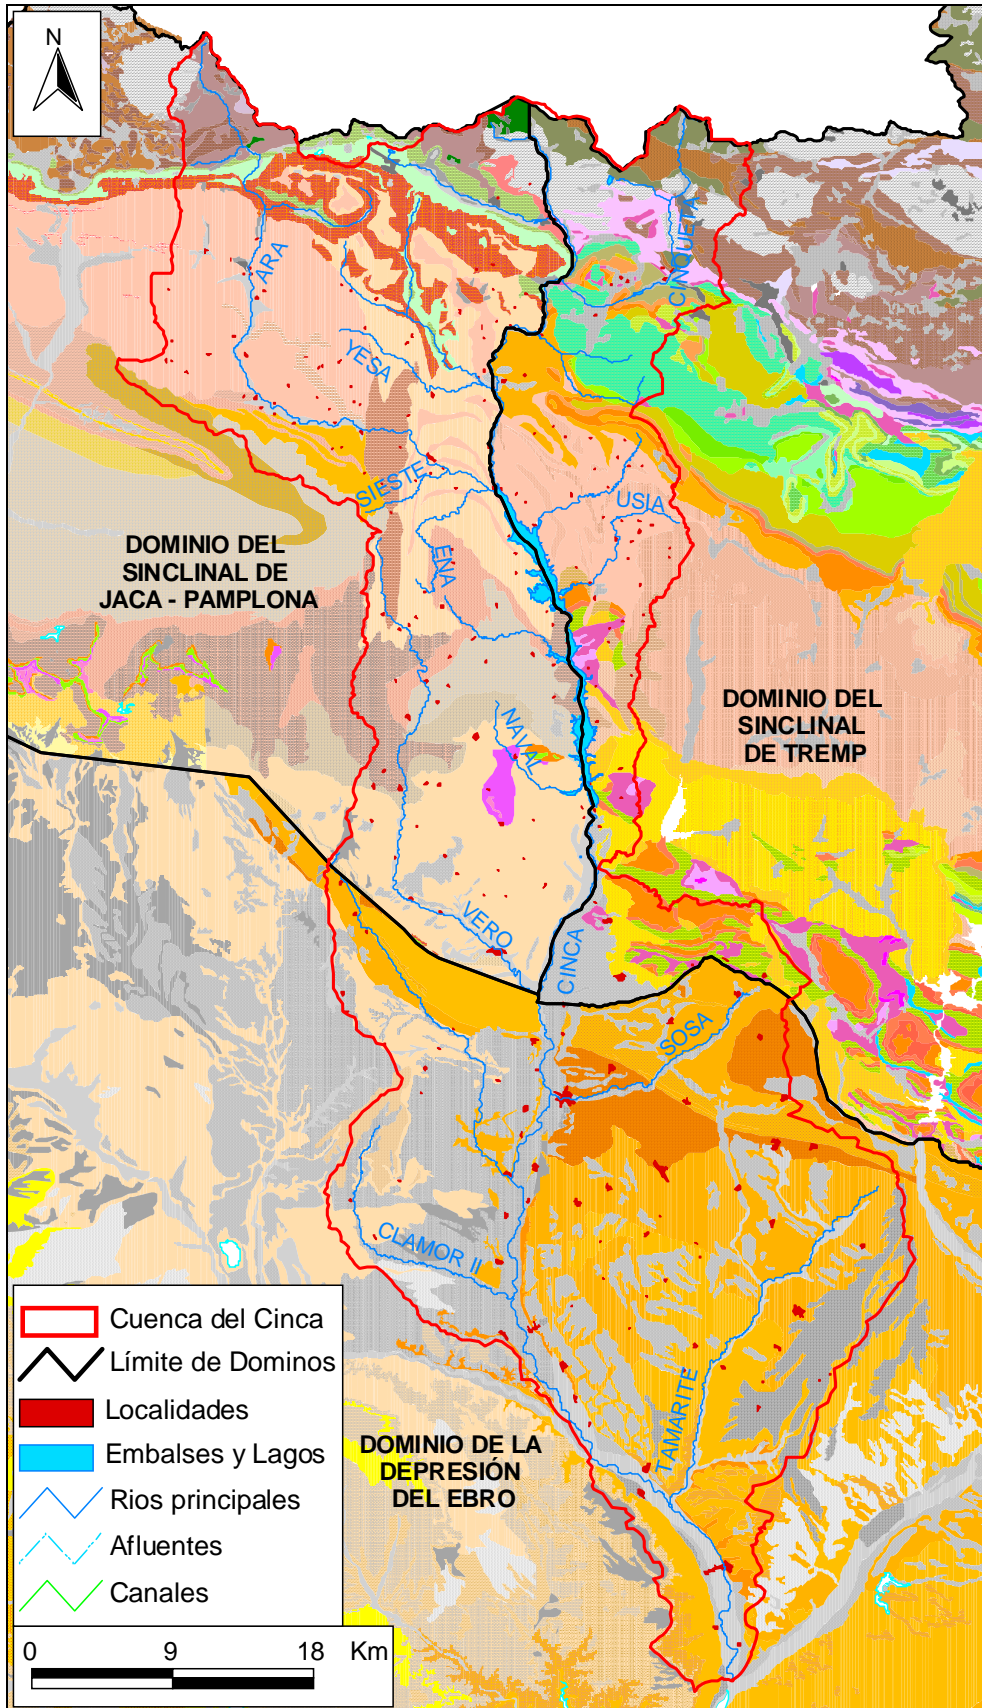 N
ARA
CINQUETA
YESA
SIESTE
USIA
ENA
DOMINIO DEL
SINCLINAL DE
JACA - PAMPLONA
DOMINIO DEL
SINCLINAL
DE TREMP
NAVAL
VERO
CINCA
SOSA
CLAMOR II
TAMARITE
DOMINIO DE LA
DEPRESIÓN
DEL EBRO
Cuenca del Cinca
Límite de Dominos
Localidades
Embalses y Lagos
Rios principales
Afluentes
Canales
0 9 18 Km